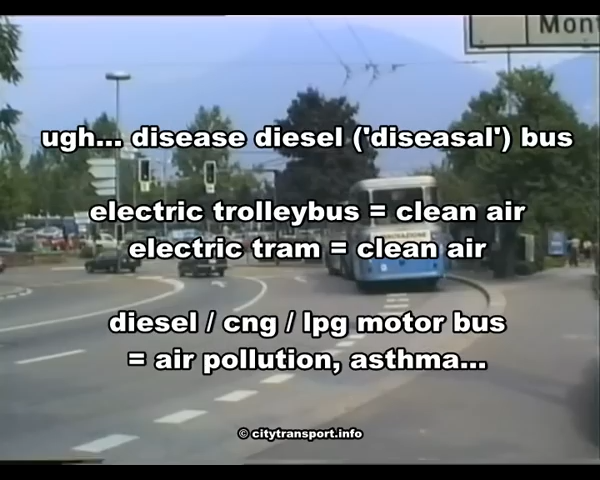 Mont
ugh... disease diesel ('diseasal') bus
electric trolleybus = clean air
electric tram = clean air
diesel / cng / lpg motor bus
= air pollution, asthma...
© citytransport.info